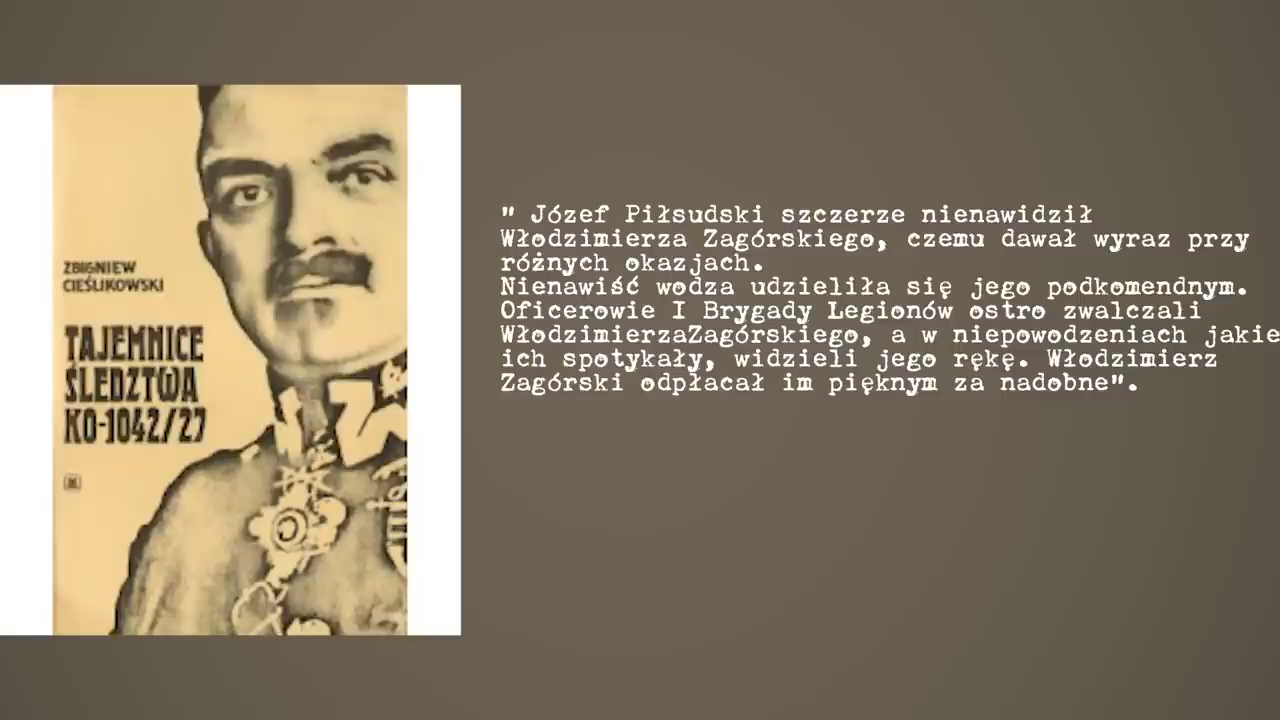 ZBIGNIEW
CIEŚLIKOWSKI
TAJEMNICE
ŚLEDZTWA
KO-1042/27
" Józef Piłsudski szczerze nienawidził
Włodzimierza Zagórskiego, czemu dawał wyraz przy
różnych okazjach.
Nienawiść wodza udzieliła się jego podkomendnym.
Oficerowie I Brygady Legionów ostro zwalczali
WłodzimierzaZagórskiego, a w niepowodzeniach jakie
ich spotykały, widzieli jego rękę. Włodzimierz
Zagórski odpłacał im pięknym za nadobne".